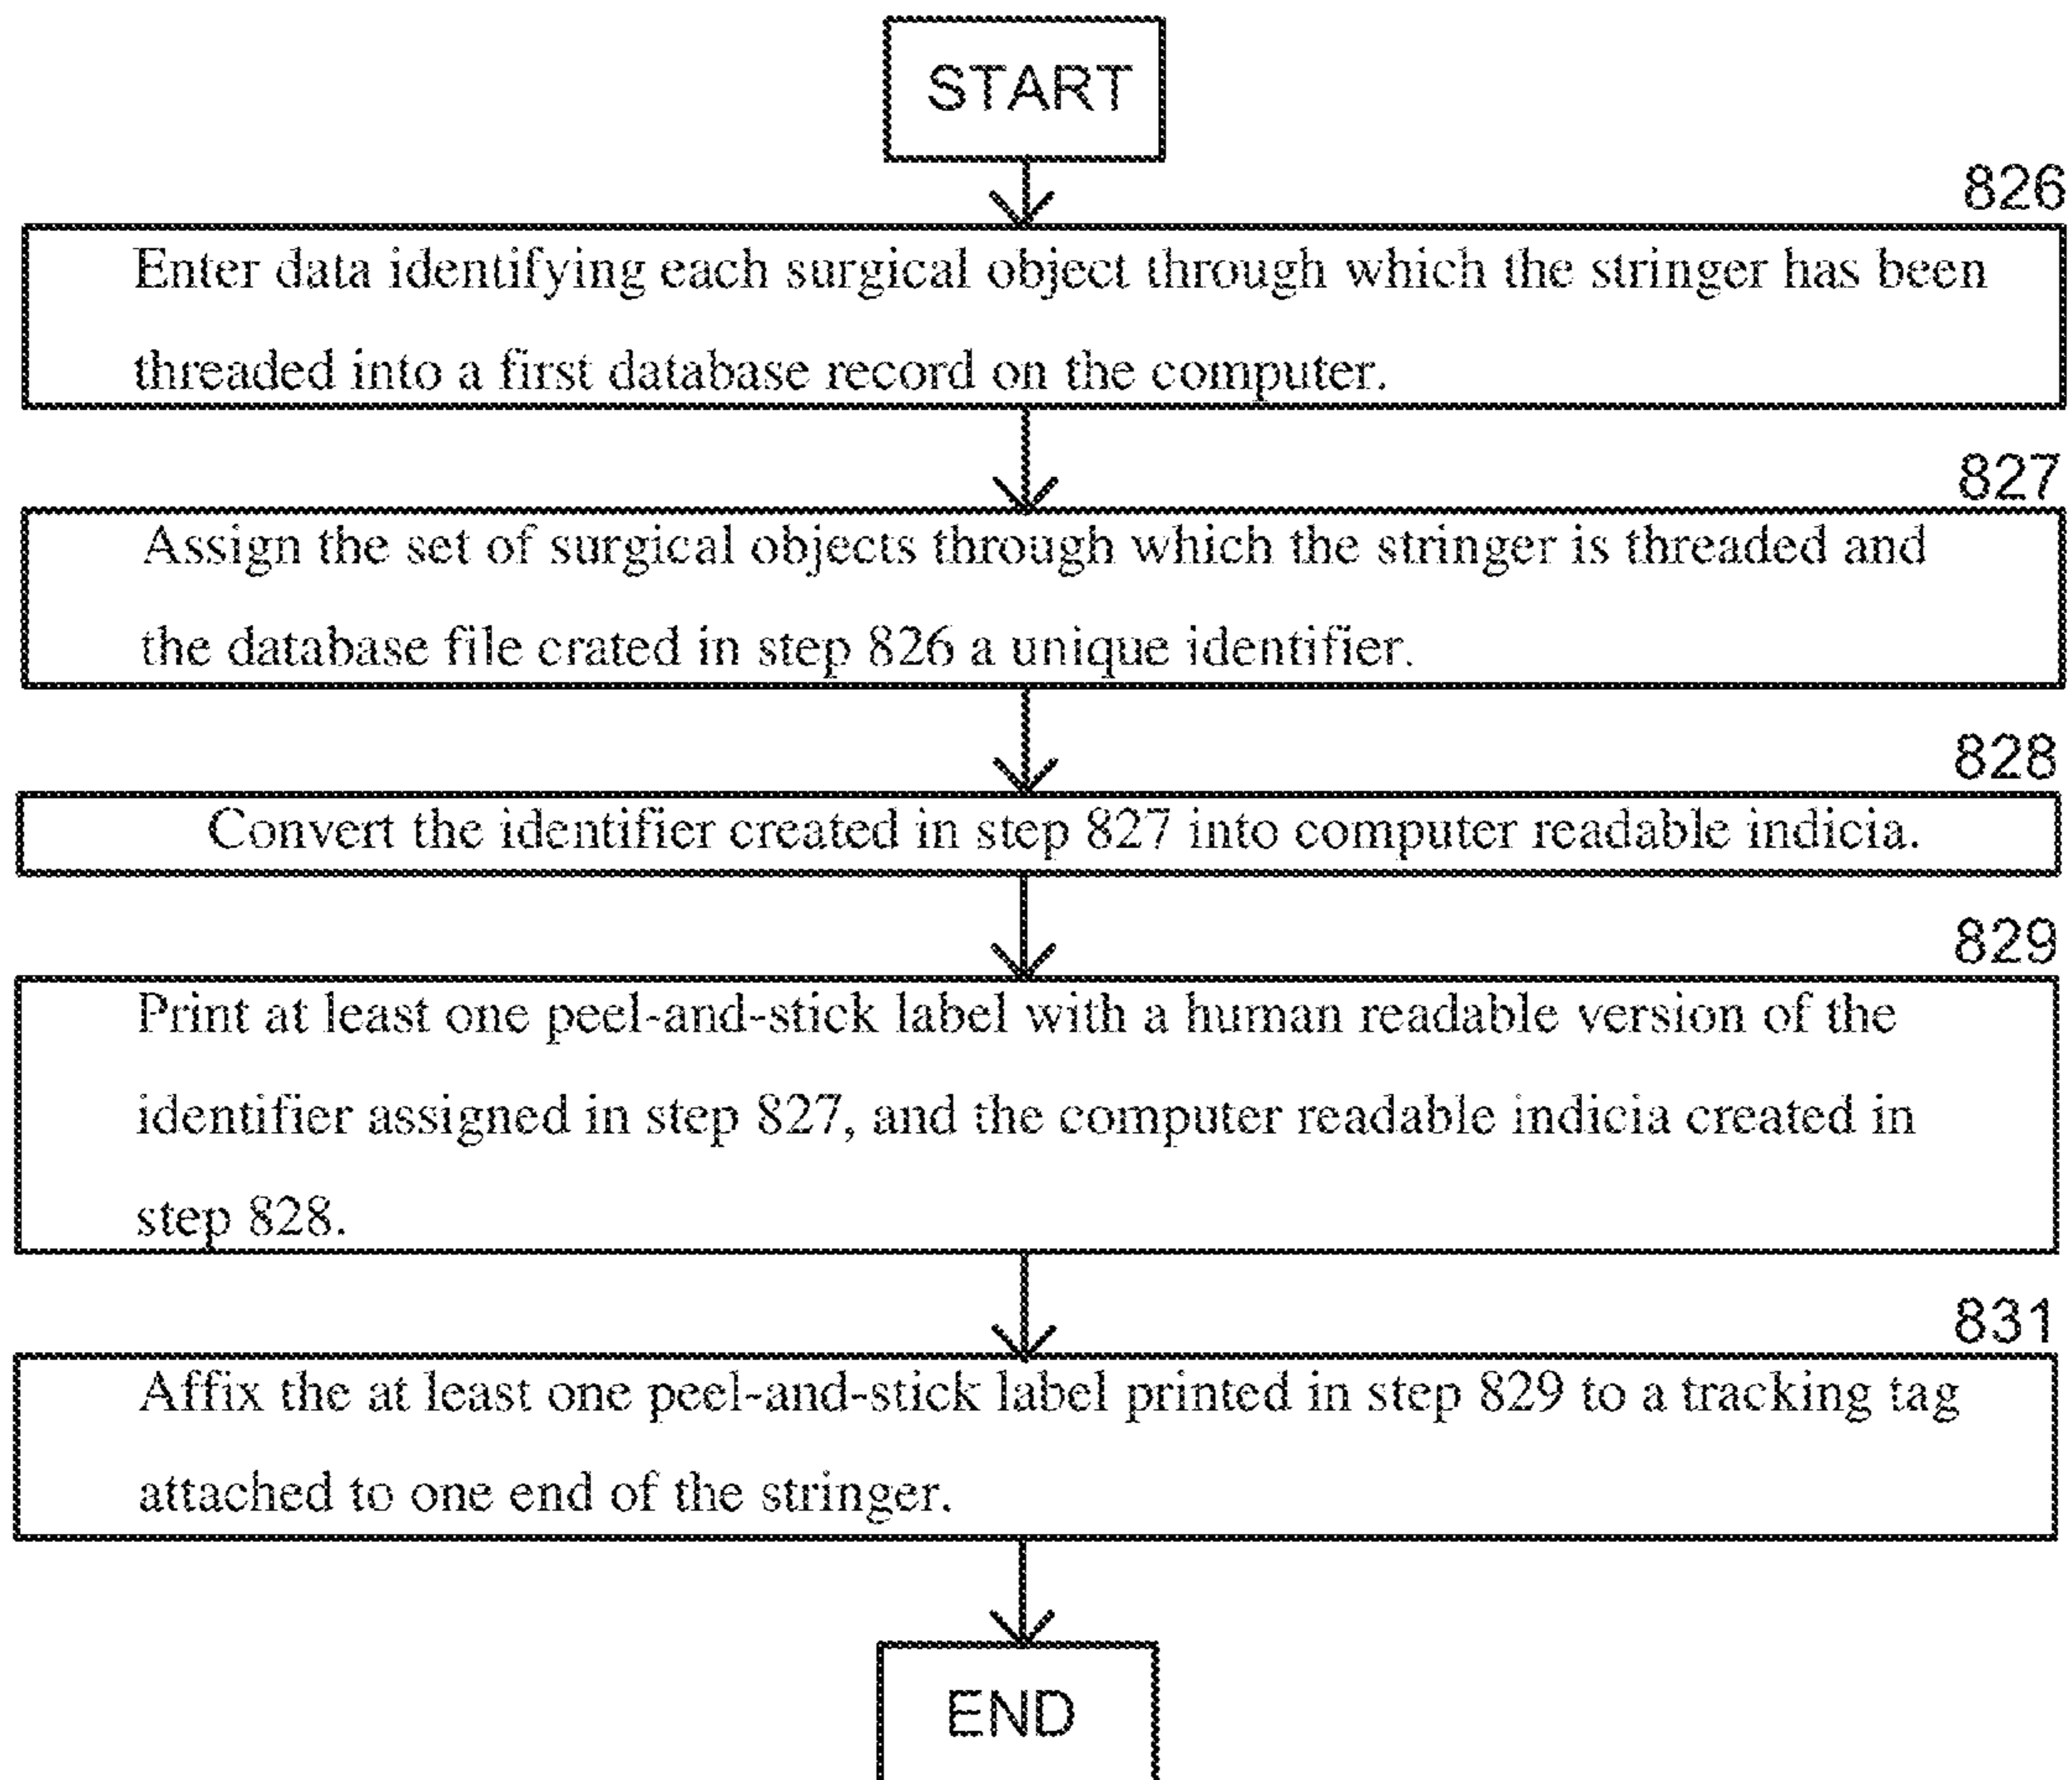 START
826
Enter data identifying each surgical object through which the stringer has been
threaded into a first database record on the computer.
827
Assign the set of surgical objects through which the stringer is threaded and
the database file crated in step 826 a unique identifier.
828
Convert the identifier created in step 827 into computer readable indicia.
829
Print at least one peel-and-stick label with a human readable version of the
identifier assigned in step 827, and the computer readable indicia created in
step 828.
831
Affix the at least one peel-and-stick label printed in step 829 to a tracking tag
attached to one end of the stringer.
END